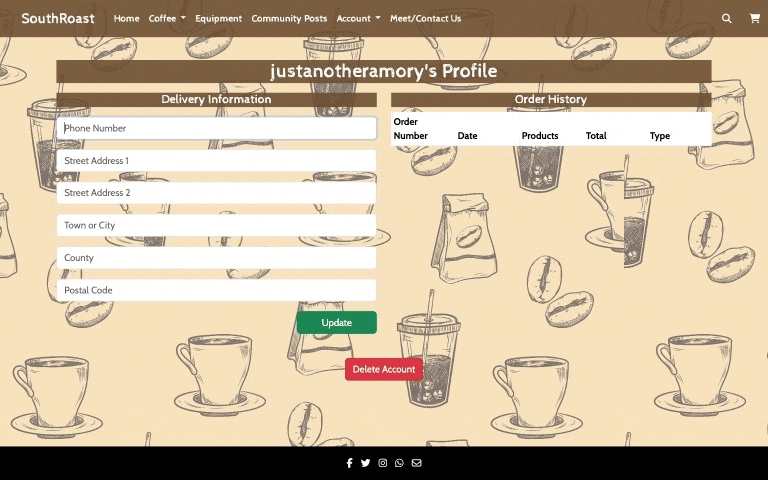 SouthRoast Home Coffee Equipment Community Posts Account Meet/Contact Us
justanotheramory's Profile
Delivery Information
Phone Number
Street Address 1
Street Address 2
Town or City
County
Postal Code
Update
Order History
Order Number Date Products Total Type
Delete Account